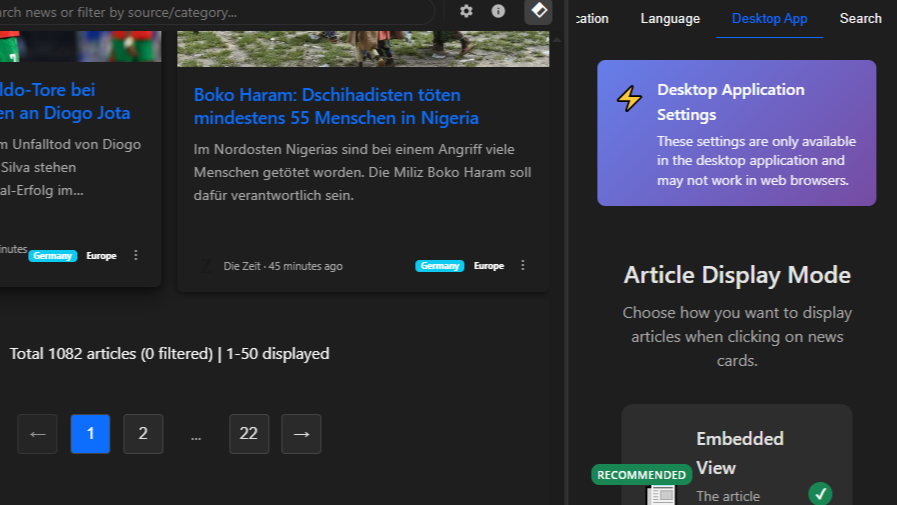 rch news or filter by source/category...
ldo-Tore bei
en an Diogo Jota
m Unfalltod von Diogo
Silva stehen
al-Erfolg im...
nutes
Germany
Europe
Boko Haram: Dschihadisten töten
mindestens 55 Menschen in Nigeria
Im Nordosten Nigerias sind bei einem Angriff viele
Menschen getötet worden. Die Miliz Boko Haram soll
dafür verantwortlich sein.
Die Zeit · 45 minutes ago
Germany
Europe
Total 1082 articles (0 filtered) | 1-50 displayed
← 1 2 ... 22 →
cation Language Desktop App Search
Desktop Application
Settings
These settings are only available
in the desktop application and
may not work in web browsers.
Article Display Mode
Choose how you want to display
articles when clicking on news
cards.
Embedded
View
RECOMMENDED
The article